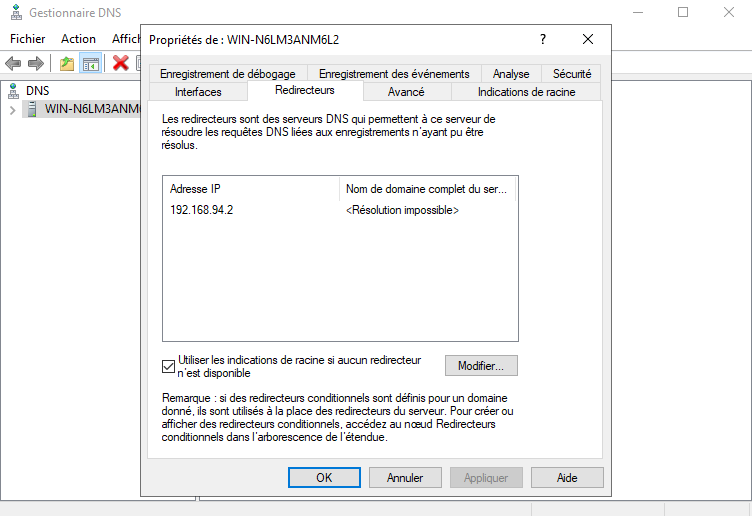 Gestionnaire DNS
Fichier Action Affich
DNS
WIN-N6LM3ANM6
Propriétés de : WIN-N6LM3ANM6L2
Enregistrement de débogage Enregistrement des événements Analyse Sécurité
Interfaces Redirecteurs Avancé Indications de racine
Les redirecteurs sont des serveurs DNS qui permettent à ce serveur de
résoudre les requêtes DNS liées aux enregistrements n'ayant pu être
résolus.
Adresse IP Nom de domaine complet du ser...
192.168.94.2 <Résolution impossible>
Utiliser les indications de racine si aucun redirecteur
n'est disponible
Modifier...
Remarque : si des redirecteurs conditionnels sont définis pour un domaine
donné, ils sont utilisés à la place des redirecteurs du serveur. Pour créer ou
afficher des redirecteurs conditionnels, accédez au nœud Redirecteurs
conditionnels dans l'arborescence de l'étendue.
OK Annuler Appliquer Aide